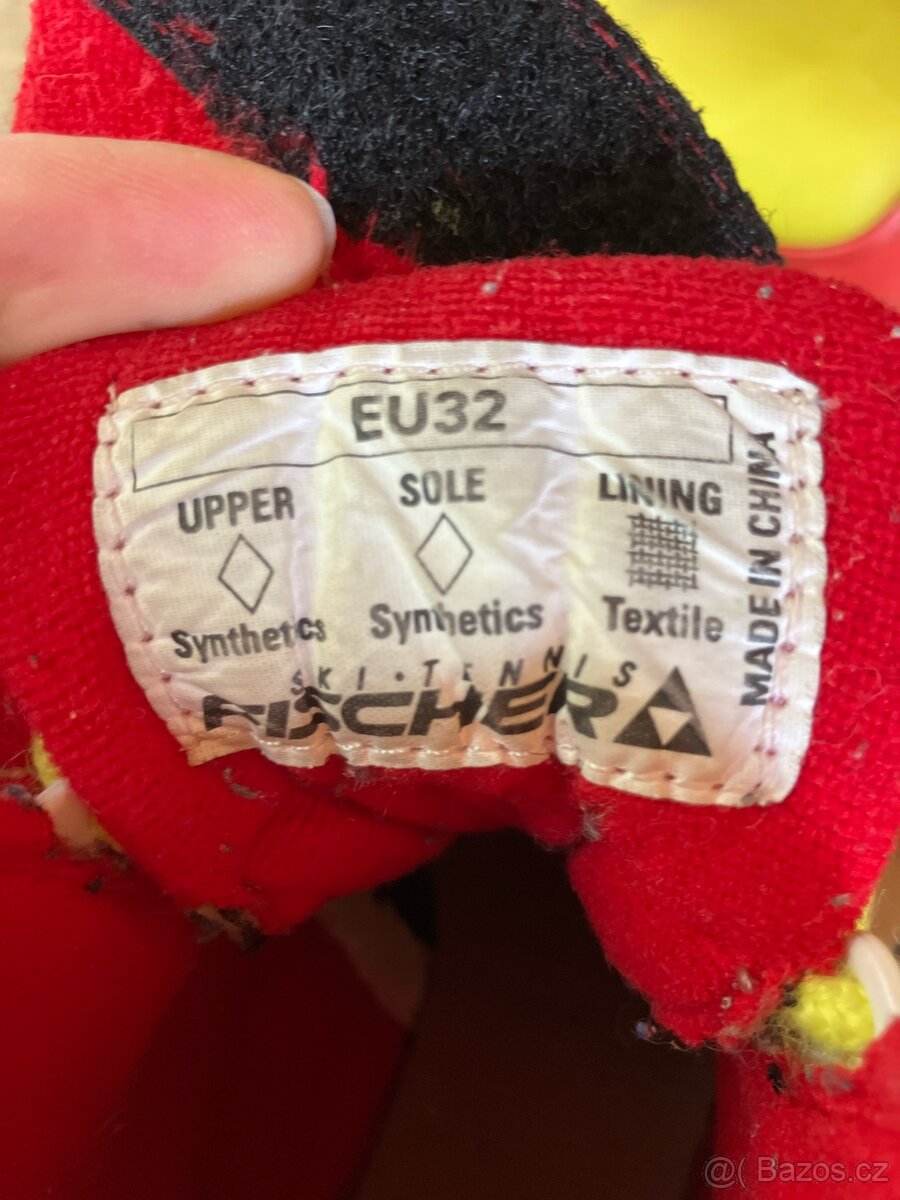 EU32
UPPER SOLE LINING
Synthetics Synthetics Textile
SKI·TENNIS
FISCHER
MADE IN CHINA
@( Bazos.cz